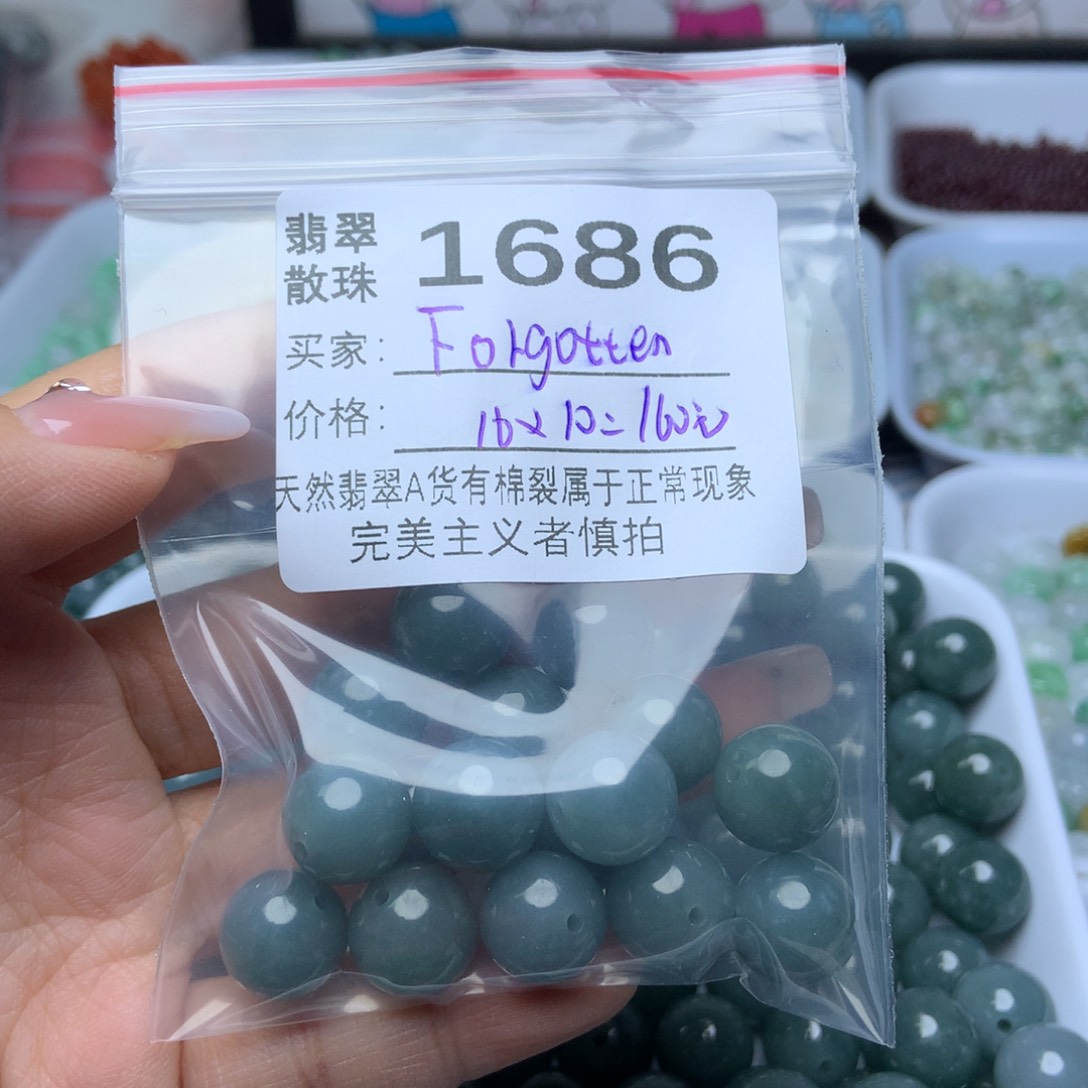 翡翠 1686
散珠
买家: Forgotten
价格: 16x10=160元
天然翡翠A货有棉裂属于正常现象
完美主义者慎拍